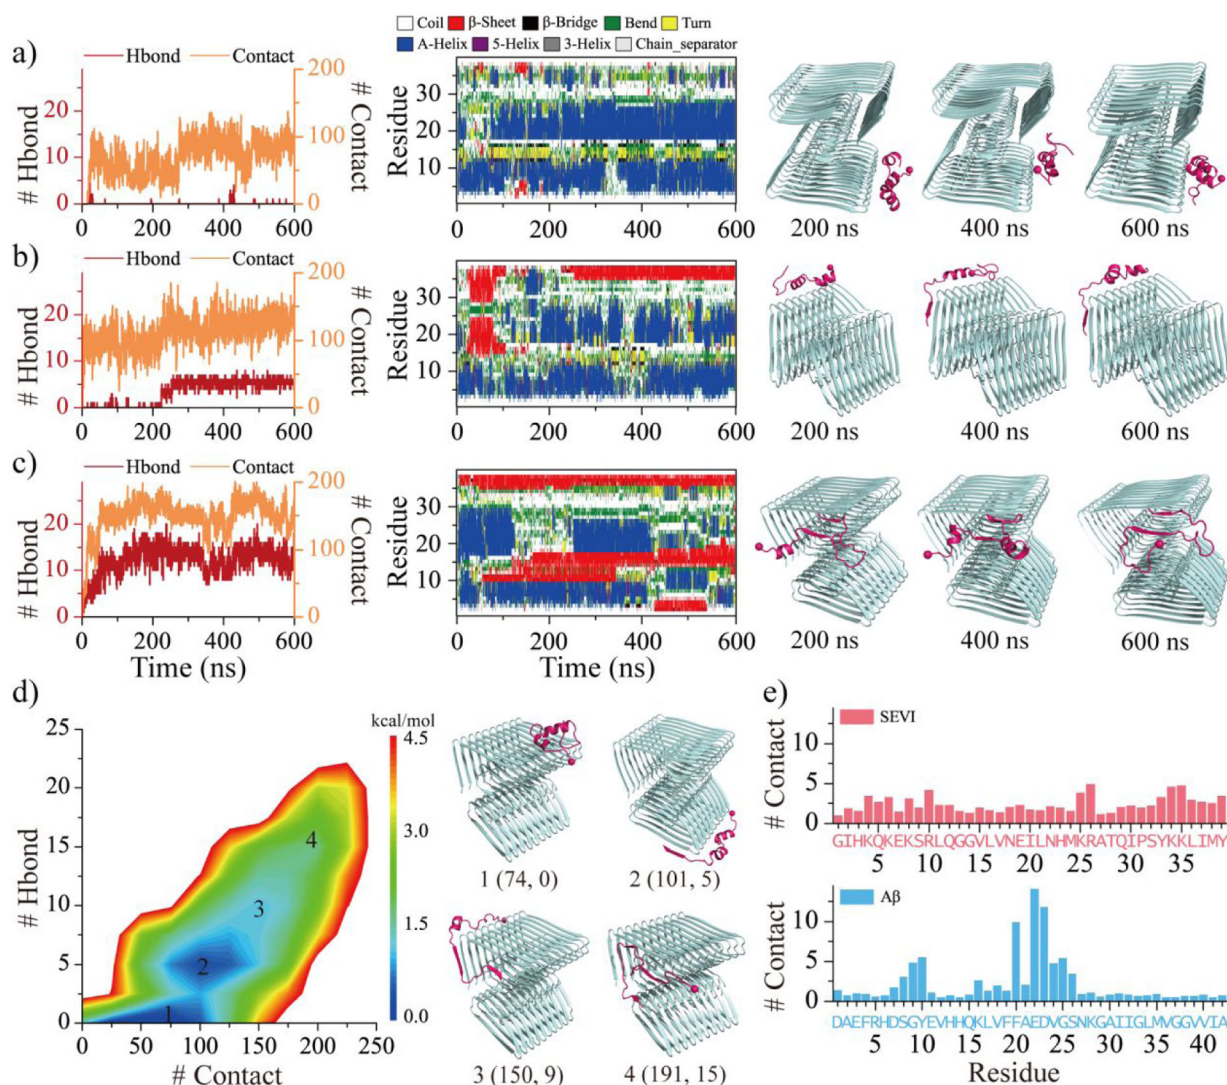 Coil β-Sheet β-Bridge Bend Turn
A-Helix 5-Helix 3-Helix Chain_separator
a)
Hbond Contact
# Hbond
0
10
20
0
100
200
# Contact
0 200 400 600
Residue
10
20
30
0 200 400 600
200 ns 400 ns 600 ns
b)
Hbond Contact
# Hbond
0
5
10
15
20
0
100
200
# Contact
0 200 400 600
Residue
10
20
30
0 200 400 600
200 ns 400 ns 600 ns
c)
Hbond Contact
# Hbond
0
10
20
0
100
200
# Contact
0 200 400 600
Time (ns)
Residue
10
20
30
0 200 400 600
Time (ns)
200 ns 400 ns 600 ns
d)
# Hbond
25
20
15
10
5
0
0 50 100 150 200 250
# Contact
1
2
3
4
kcal/mol
4.5
3.0
1.5
0.0
1 (74, 0) 2 (101, 5)
3 (150, 9) 4 (191, 15)
e)
SEVI
# Contact
10
5
0
GIHKQKEKSRLQGGVLVNEILNHMKRATQIPSYKKLIMY
5 10 15 20 25 30 35
Aβ
# Contact
10
5
0
DAEFRHDSGYEVHHQKLVFFAEDVGSNKGAIIGLMVGGVVIA
5 10 15 20 25 30 35 40
Residue